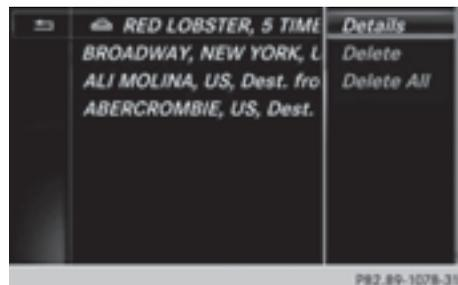 RED LOBSTER, 5 TIME
BROADWAY, NEW YORK, U
ALI MOLINA, US, Dest. fro
ABERCROMBIE, US, Dest.
Details
Delete
Delete All
P82.89-1078-31